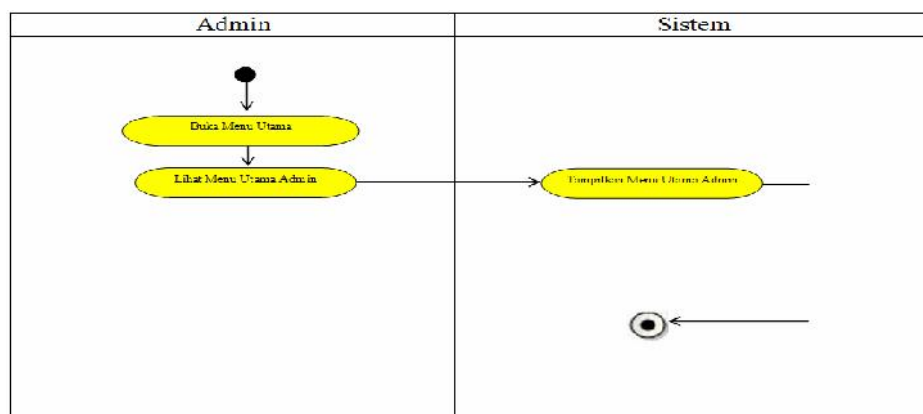 Admin
Sistem
Buka Menu Utama
Lihat Menu Utama Admin
Tampilkan Menu Utama Admin